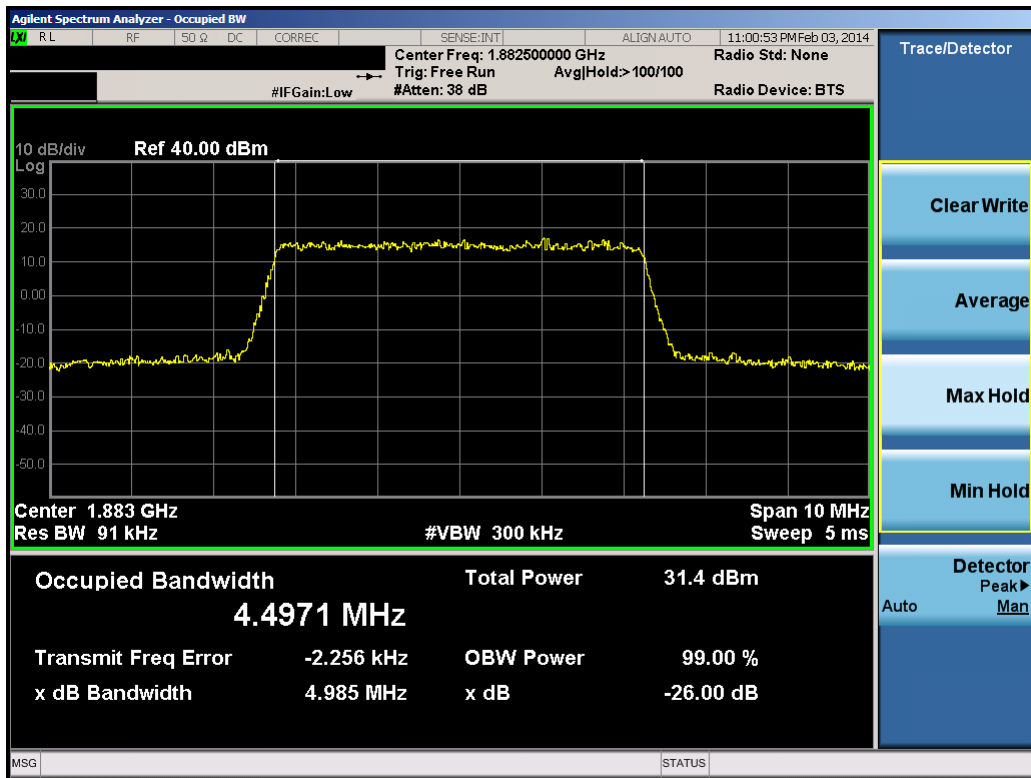 Agilent Spectrum Analyzer - Occupied BW
LXI RL RF 50 Ω DC CORREC SENSE:INT ALIGNAUTO 11:00:53 PM Feb 03, 2014
Center Freq: 1.882500000 GHz Radio Std: None
Trig: Free Run Avg|Hold:>100/100
#IFGain:Low #Atten: 38 dB Radio Device: BTS
10 dB/div Ref 40.00 dBm
Log
30.0
20.0
10.0
0.00
-10.0
-20.0
-30.0
-40.0
-50.0
Center 1.883 GHz Span 10 MHz
Res BW 91 kHz #VBW 300 kHz Sweep 5 ms
Occupied Bandwidth Total Power 31.4 dBm
4.4971 MHz
Transmit Freq Error -2.256 kHz OBW Power 99.00 %
x dB Bandwidth 4.985 MHz x dB -26.00 dB
MSG STATUS
Trace/Detector
Clear Write
Average
Max Hold
Min Hold
Detector
Peak▶
Auto Man